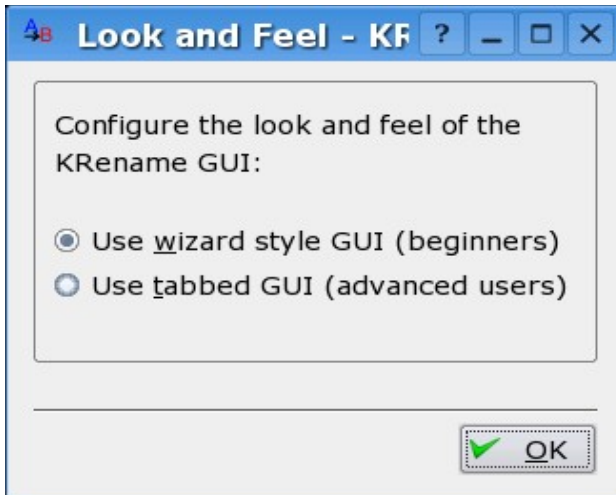 Look and Feel - KR
Configure the look and feel of the
KRename GUI:
Use wizard style GUI (beginners)
Use tabbed GUI (advanced users)
OK